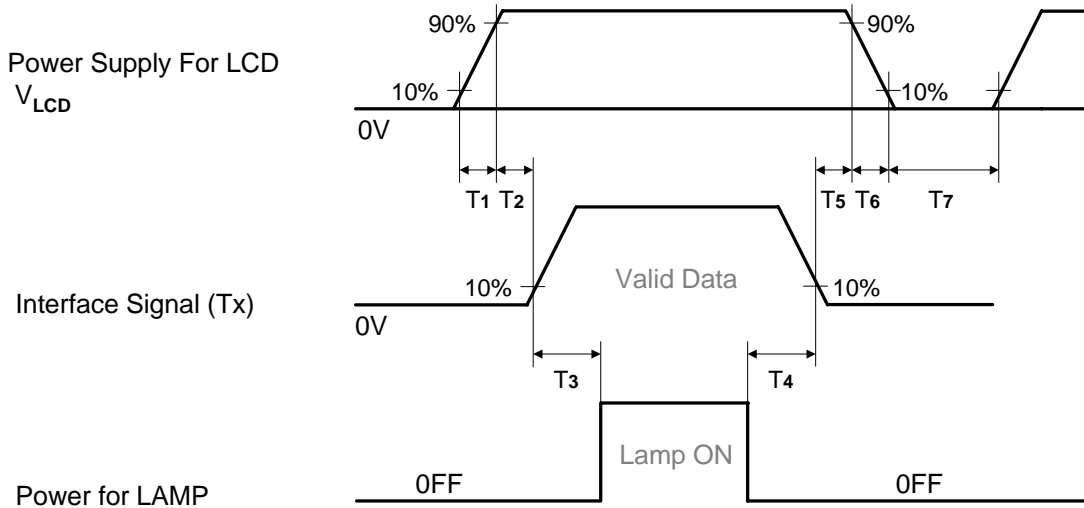 90%
90%
Power Supply For LCD
VLCD
10%
10%
0V
T1 T2 T5 T6 T7
Valid Data
Interface Signal (Tx)
10%
10%
0V
T3 T4
Lamp ON
Power for LAMP
0FF
0FF